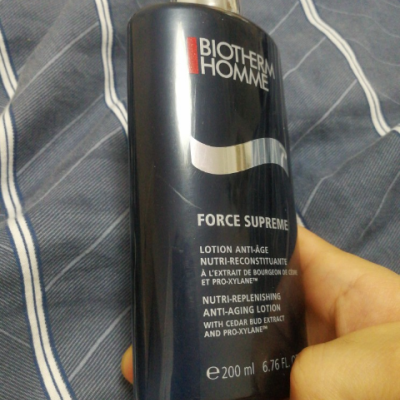 BIOTHERM
HOMME
FORCE SUPREME
LOTION ANTI-ÂGE
NUTRI-RECONSTITUANTE
À L'EXTRAIT DE BOURGEON DE
ET PRO-XYLANE™
NUTRI-REPLENISHING
ANTI-AGING LOTION
WITH CEDAR BUD EXTRACT
AND PRO-XYLANE™
e 200 ml 6.76 FL.